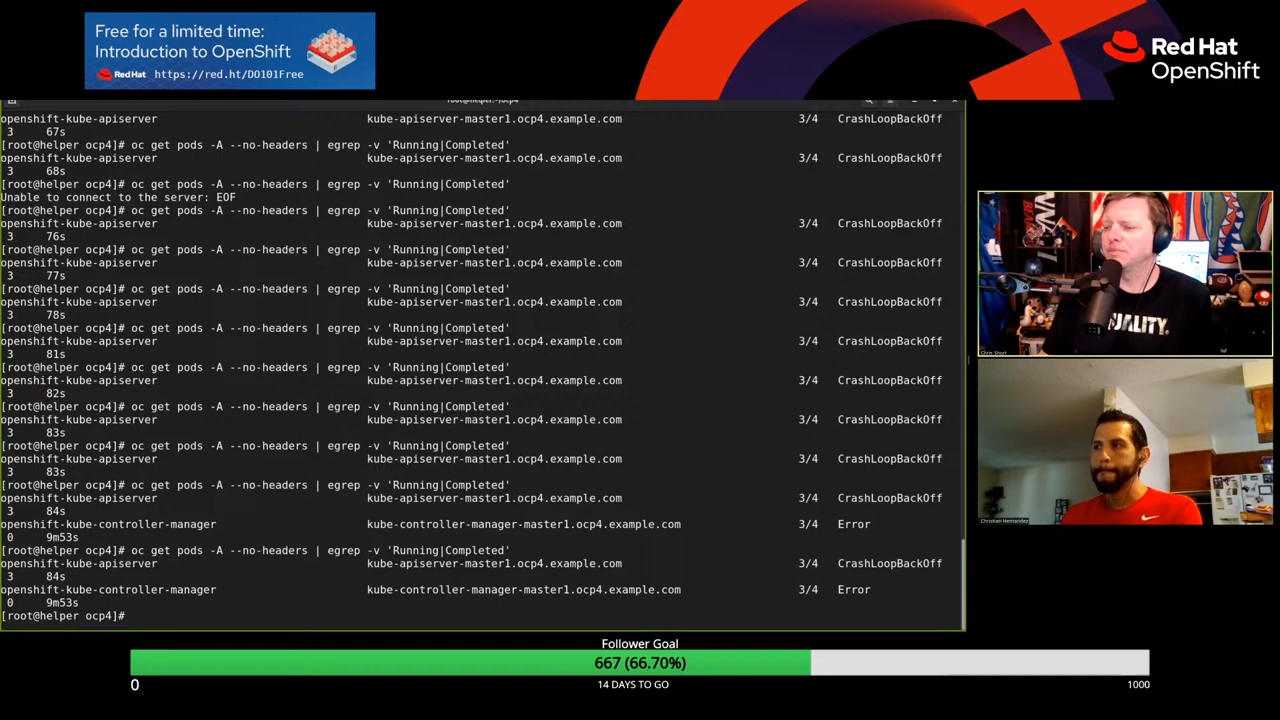 Free for a limited time:
Introduction to OpenShift
Red Hat https://red.ht/DO101Free
Red Hat
OpenShift
root@helper:~/ocp4
openshift-kube-apiserver kube-apiserver-master1.ocp4.example.com 3/4 CrashLoopBackOff
3 67s
[root@helper ocp4]# oc get pods -A --no-headers | egrep -v 'Running|Completed'
openshift-kube-apiserver kube-apiserver-master1.ocp4.example.com 3/4 CrashLoopBackOff
3 68s
[root@helper ocp4]# oc get pods -A --no-headers | egrep -v 'Running|Completed'
Unable to connect to the server: EOF
[root@helper ocp4]# oc get pods -A --no-headers | egrep -v 'Running|Completed'
openshift-kube-apiserver kube-apiserver-master1.ocp4.example.com 3/4 CrashLoopBackOff
3 76s
[root@helper ocp4]# oc get pods -A --no-headers | egrep -v 'Running|Completed'
openshift-kube-apiserver kube-apiserver-master1.ocp4.example.com 3/4 CrashLoopBackOff
3 77s
[root@helper ocp4]# oc get pods -A --no-headers | egrep -v 'Running|Completed'
openshift-kube-apiserver kube-apiserver-master1.ocp4.example.com 3/4 CrashLoopBackOff
3 78s
[root@helper ocp4]# oc get pods -A --no-headers | egrep -v 'Running|Completed'
openshift-kube-apiserver kube-apiserver-master1.ocp4.example.com 3/4 CrashLoopBackOff
3 81s
[root@helper ocp4]# oc get pods -A --no-headers | egrep -v 'Running|Completed'
openshift-kube-apiserver kube-apiserver-master1.ocp4.example.com 3/4 CrashLoopBackOff
3 82s
[root@helper ocp4]# oc get pods -A --no-headers | egrep -v 'Running|Completed'
openshift-kube-apiserver kube-apiserver-master1.ocp4.example.com 3/4 CrashLoopBackOff
3 83s
[root@helper ocp4]# oc get pods -A --no-headers | egrep -v 'Running|Completed'
openshift-kube-apiserver kube-apiserver-master1.ocp4.example.com 3/4 CrashLoopBackOff
3 83s
[root@helper ocp4]# oc get pods -A --no-headers | egrep -v 'Running|Completed'
openshift-kube-apiserver kube-apiserver-master1.ocp4.example.com 3/4 CrashLoopBackOff
3 84s
openshift-kube-controller-manager kube-controller-manager-master1.ocp4.example.com 3/4 Error
0 9m53s
[root@helper ocp4]# oc get pods -A --no-headers | egrep -v 'Running|Completed'
openshift-kube-apiserver kube-apiserver-master1.ocp4.example.com 3/4 CrashLoopBackOff
3 84s
openshift-kube-controller-manager kube-controller-manager-master1.ocp4.example.com 3/4 Error
0 9m53s
[root@helper ocp4]#
Chris Short
Christian Hernandez
Follower Goal
667 (66.70%)
0 14 DAYS TO GO 1000